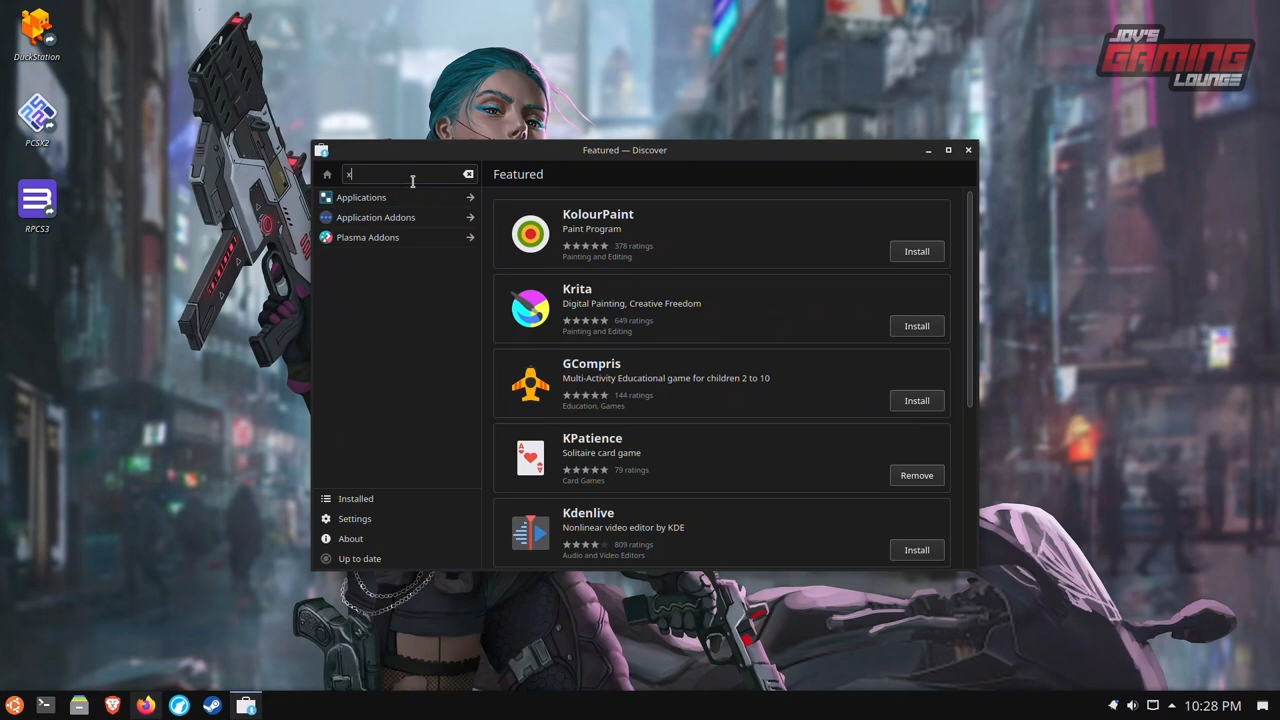 DuckStation
PCSX2
RPCS3
JOV'S
GAMING
LOUNGE
Featured — Discover
x
Applications
Application Addons
Plasma Addons
Installed
Settings
About
Up to date
Featured
KolourPaint
Paint Program
378 ratings
Painting and Editing
Install
Krita
Digital Painting, Creative Freedom
649 ratings
Painting and Editing
Install
GCompris
Multi-Activity Educational game for children 2 to 10
144 ratings
Education, Games
Install
KPatience
Solitaire card game
79 ratings
Card Games
Remove
Kdenlive
Nonlinear video editor by KDE
809 ratings
Audio and Video Editors
Install
10:28 PM